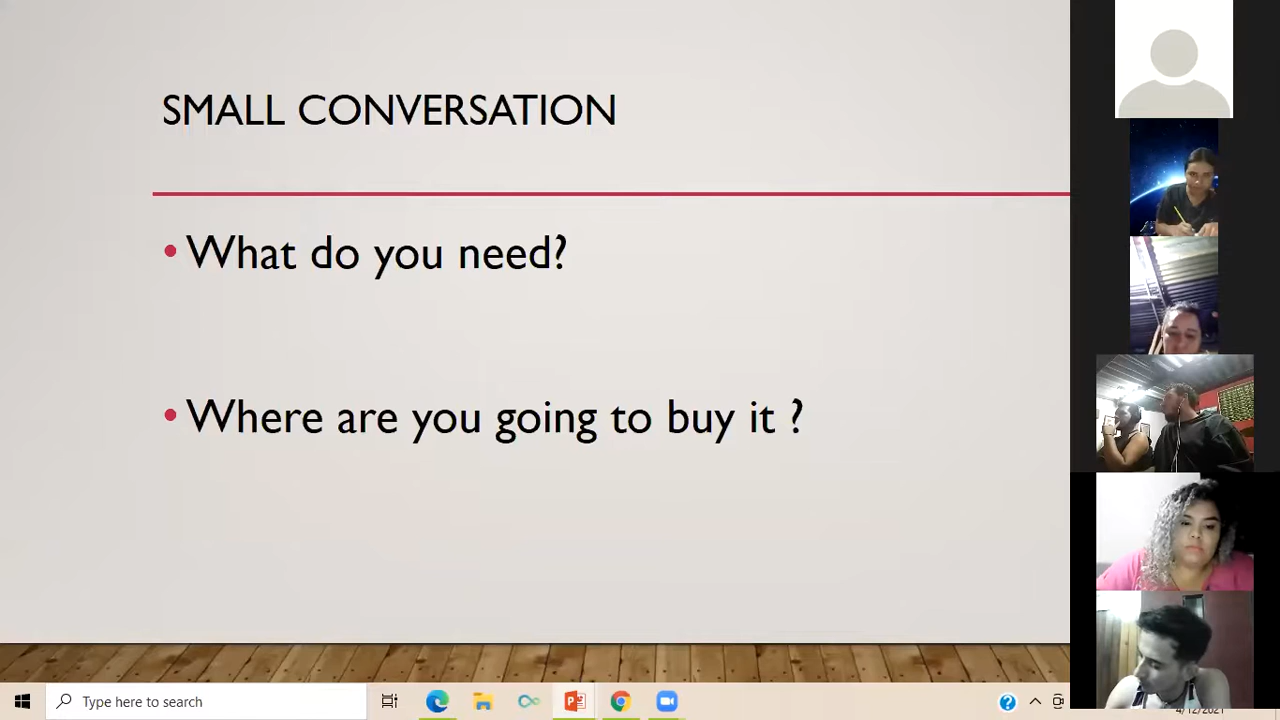 SMALL CONVERSATION
• What do you need?
• Where are you going to buy it ?
Type here to search